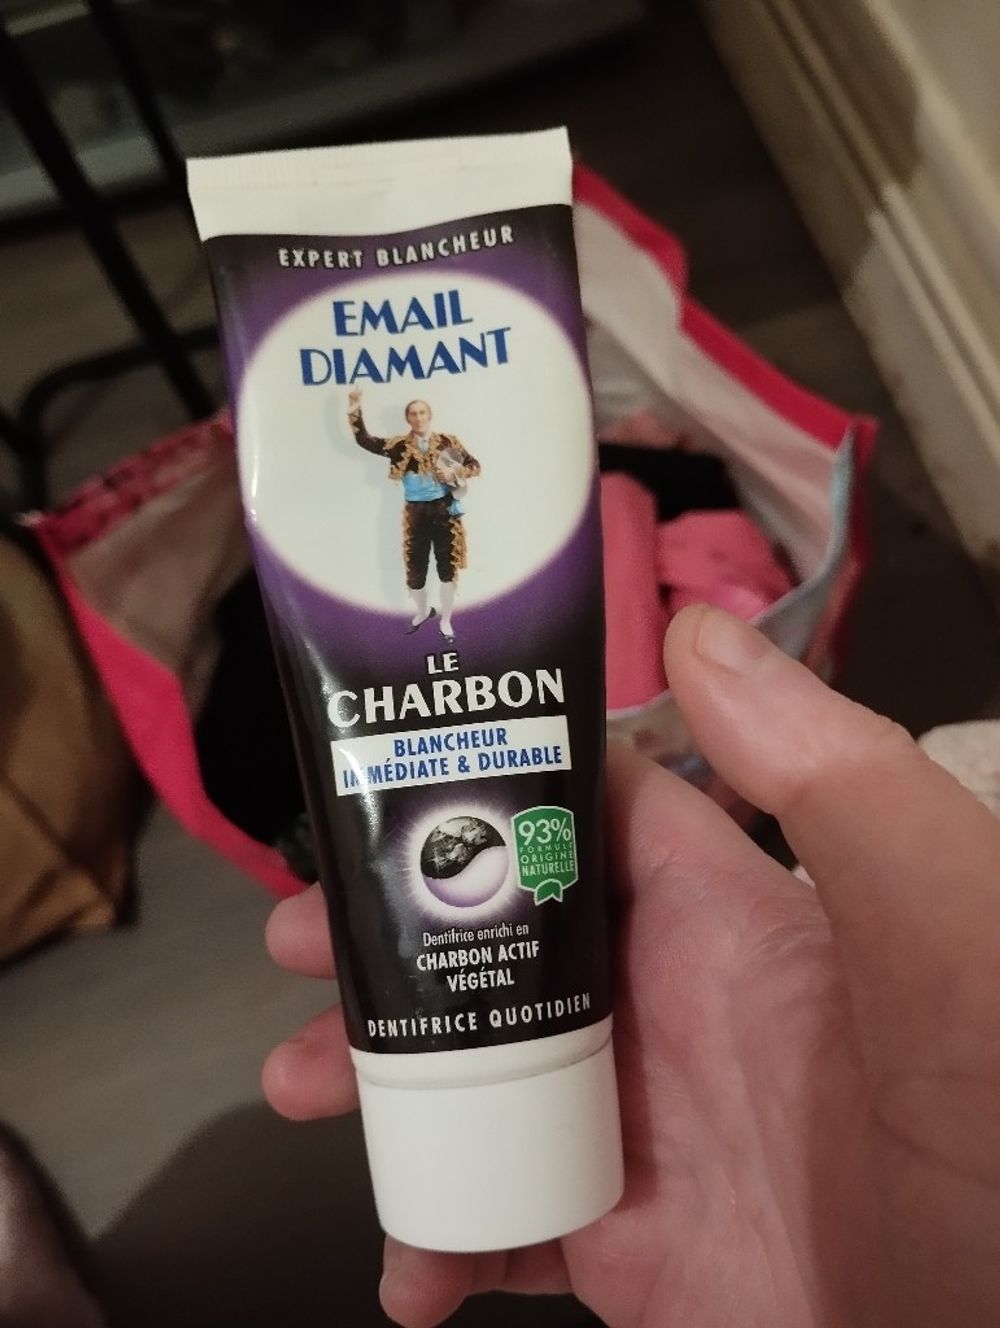 EXPERT BLANCHEUR
EMAIL
DIAMANT
LE
CHARBON
BLANCHEUR
IMMÉDIATE & DURABLE
93%
FORMULE
ORIGINE
NATURELLE
Dentifrice enrichi en
CHARBON ACTIF
VÉGÉTAL
DENTIFRICE QUOTIDIEN